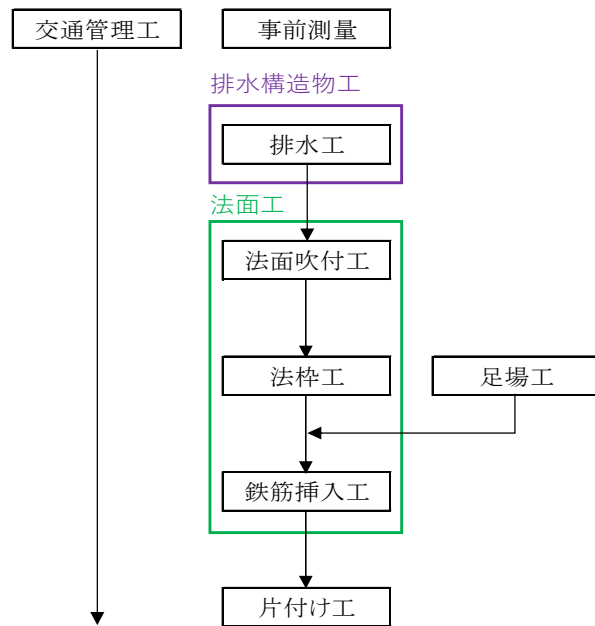 交通管理工
事前測量
排水構造物工
排水工
法面工
法面吹付工
法枠工
足場工
鉄筋挿入工
片付け工